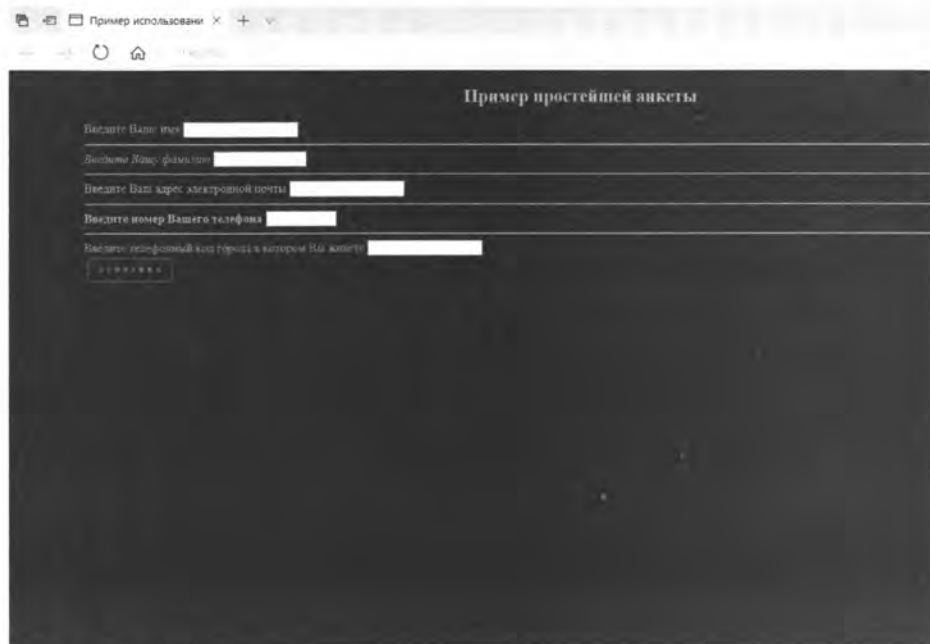 Пример использовани
Пример простейшей анкеты
Введите Ваше имя
Введите Вашу фамилию
Введите Ваш адрес электронной почты
Введите номер Вашего телефона
Введите телефонный код города в котором Вы живете